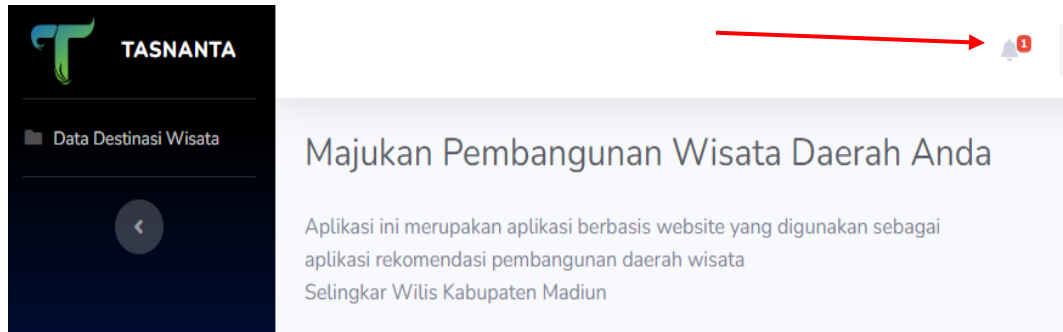 TASNANTA
1
Data Destinasi Wisata
Majukan Pembangunan Wisata Daerah Anda
Aplikasi ini merupakan aplikasi berbasis website yang digunakan sebagai
aplikasi rekomendasi pembangunan daerah wisata
Selingkar Wilis Kabupaten Madiun